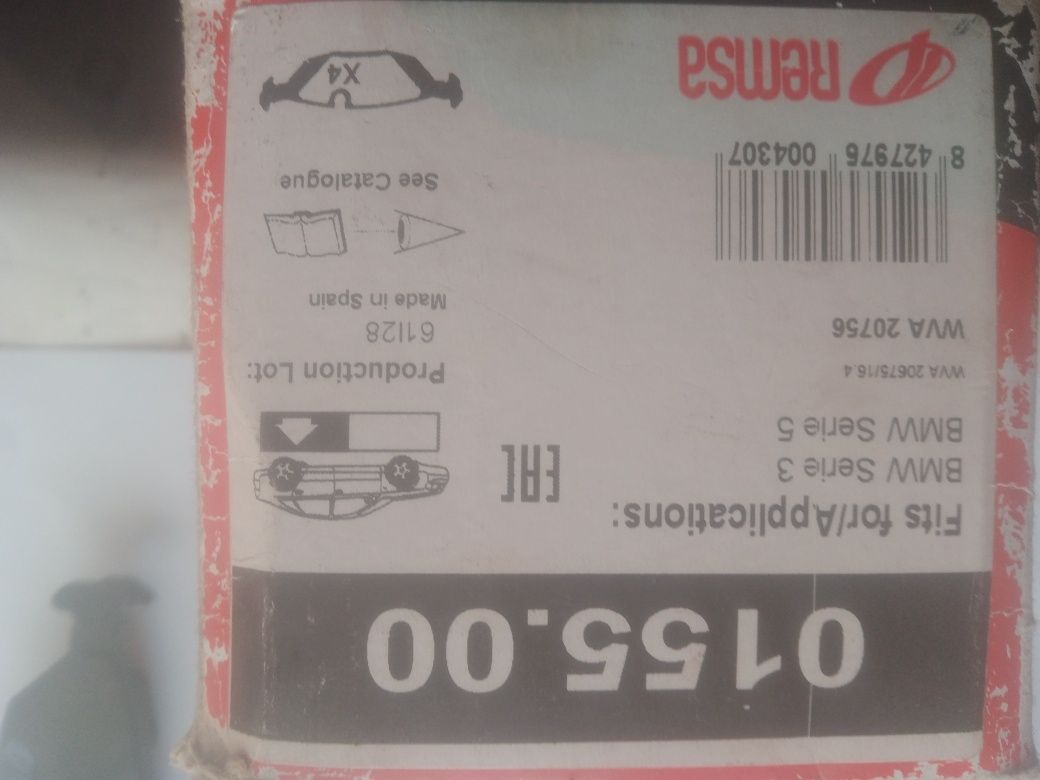 0155.00
Fits for/Applications:
BMW Serie 3
BMW Serie 5
EAC
WVA 20675/16.4
WVA 20756
Production Lot:
61I28
Made in Spain
See Catalogue
8 427976 004307
X4
Remsa